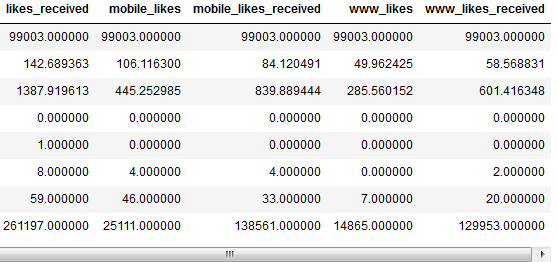 likes_received mobile_likes mobile_likes_received www_likes www_likes_received
99003.000000 99003.000000 99003.000000 99003.000000 99003.000000
142.689363 106.116300 84.120491 49.962425 58.568831
1387.919613 445.252985 839.889444 285.560152 601.416348
0.000000 0.000000 0.000000 0.000000 0.000000
1.000000 0.000000 0.000000 0.000000 0.000000
8.000000 4.000000 4.000000 0.000000 2.000000
59.000000 46.000000 33.000000 7.000000 20.000000
261197.000000 25111.000000 138561.000000 14865.000000 129953.000000